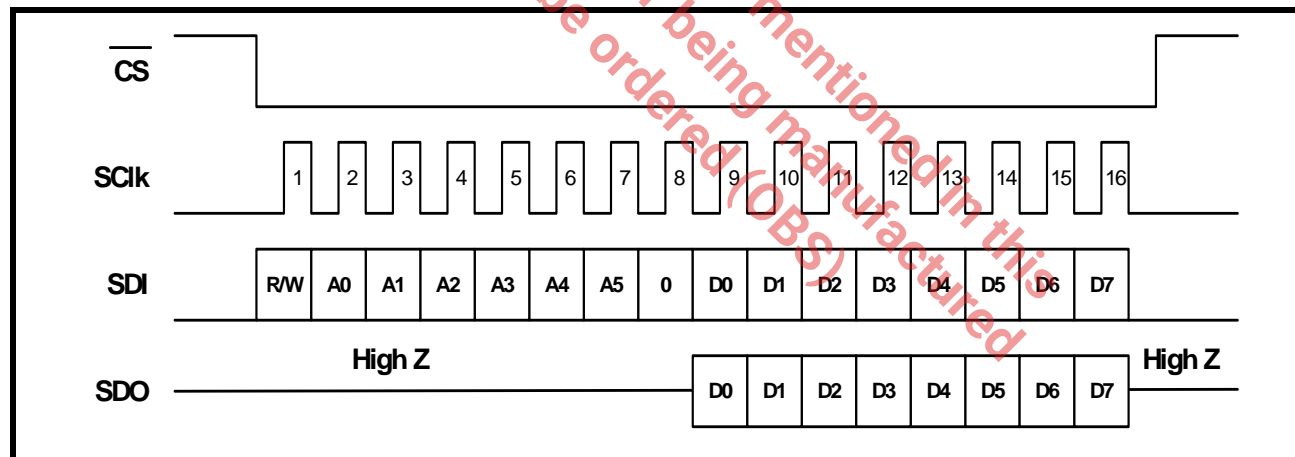 mentioned in this
being manufactured
be ordered (OBS)
CS
SClk
1 2 3 4 5 6 7 8 9 10 11 12 13 14 15 16
SDI
R/W A0 A1 A2 A3 A4 A5 0 D0 D1 D2 D3 D4 D5 D6 D7
High Z
High Z
SDO
D0 D1 D2 D3 D4 D5 D6 D7